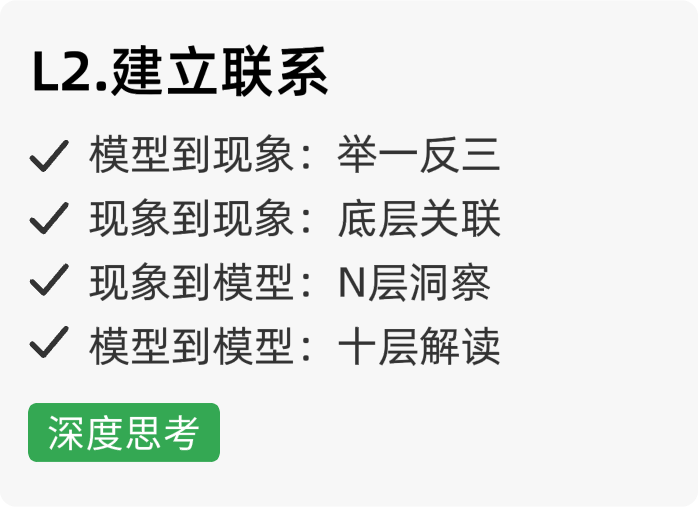 L2.建立联系
模型到现象：举一反三
现象到现象：底层关联
现象到模型：N层洞察
模型到模型：十层解读
深度思考